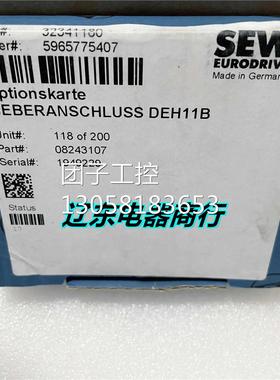 #: 32341160
er#: 5965775407
SEW
EURODRIVE
Made in Germany
ptionskarte
EBERANSCHLUSS DEH11B
Unit#: 118 of 200
Part#: 08243107
Serial#: 1949229
Status
团子工控
13058183653
辽东电器商行